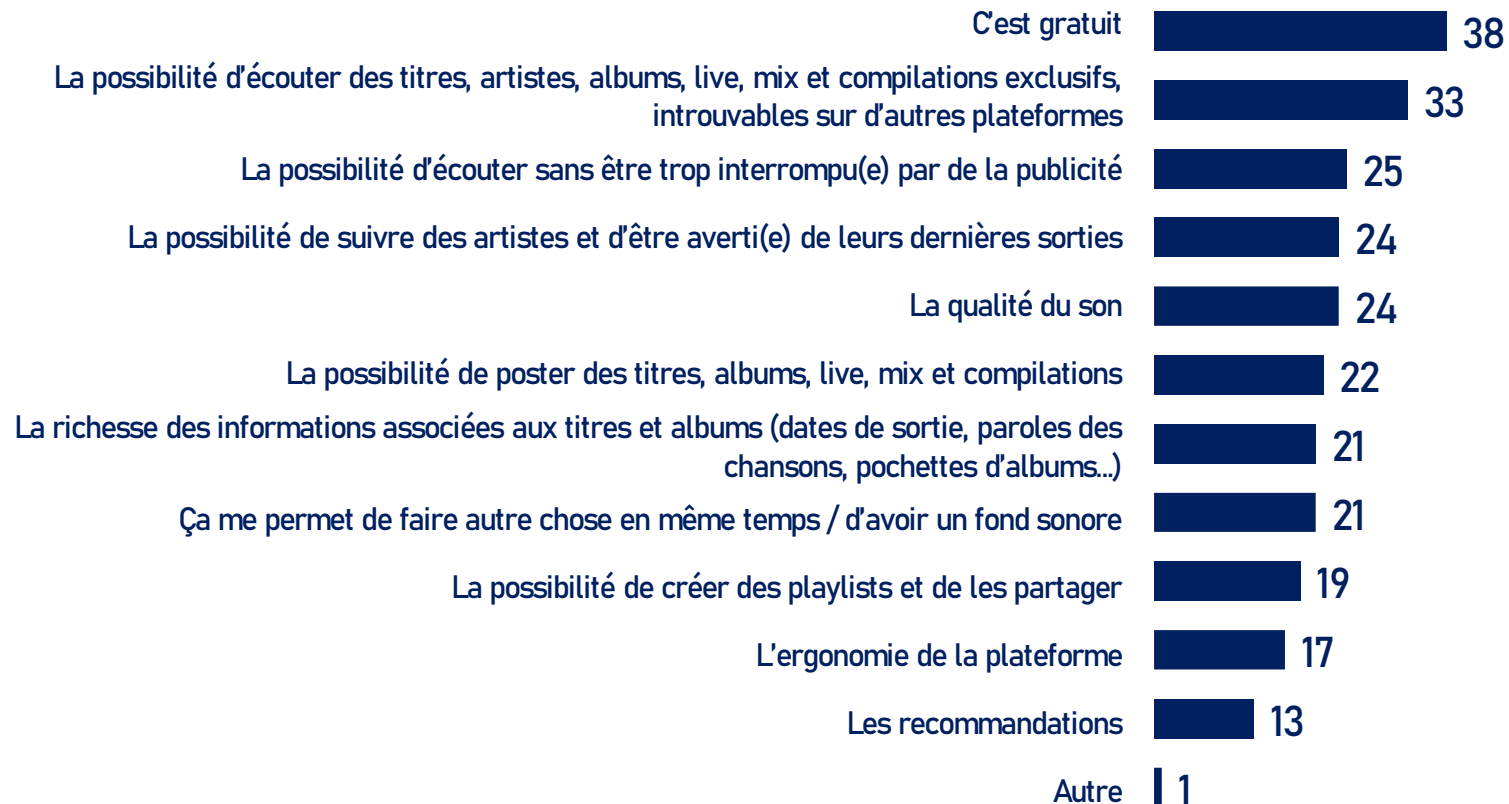 C'est gratuit 38
La possibilité d'écouter des titres, artistes, albums, live, mix et compilations exclusifs,
introuvables sur d'autres plateformes 33
La possibilité d'écouter sans être trop interrompu(e) par de la publicité 25
La possibilité de suivre des artistes et d'être averti(e) de leurs dernières sorties 24
La qualité du son 24
La possibilité de poster des titres, albums, live, mix et compilations 22
La richesse des informations associées aux titres et albums (dates de sortie, paroles des
chansons, pochettes d'albums...) 21
Ça me permet de faire autre chose en même temps / d'avoir un fond sonore 21
La possibilité de créer des playlists et de les partager 19
L'ergonomie de la plateforme 17
Les recommandations 13
Autre 1